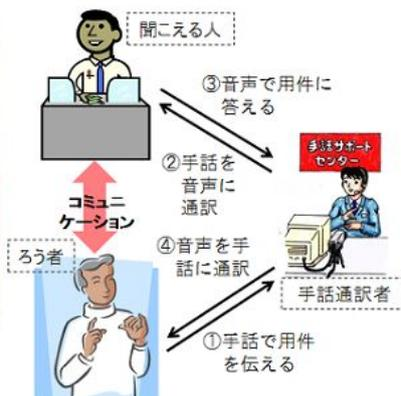 聞こえる人
③音声で用件に
答える
手話サポート
センター
②手話を
音声に
通訳
コミュニ
ケーション
ろう者
④音声を手
話に通訳
手話通訳者
①手話で用件
を伝える